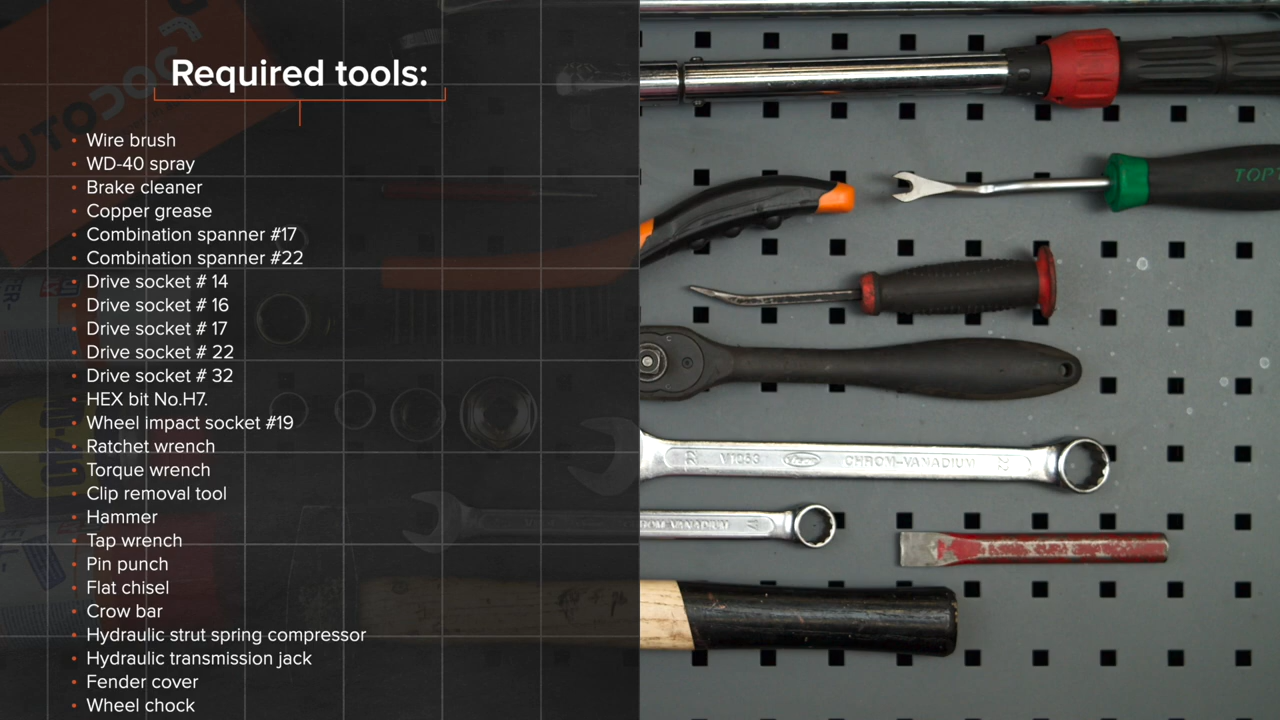 Required tools:
Wire brush
WD-40 spray
Brake cleaner
Copper grease
Combination spanner #17
Combination spanner #22
Drive socket # 14
Drive socket # 16
Drive socket # 17
Drive socket # 22
Drive socket # 32
HEX bit No.H7.
Wheel impact socket #19
Ratchet wrench
Torque wrench
Clip removal tool
Hammer
Tap wrench
Pin punch
Flat chisel
Crow bar
Hydraulic strut spring compressor
Hydraulic transmission jack
Fender cover
Wheel chock
AUTODOC
CHROM-VANADIUM